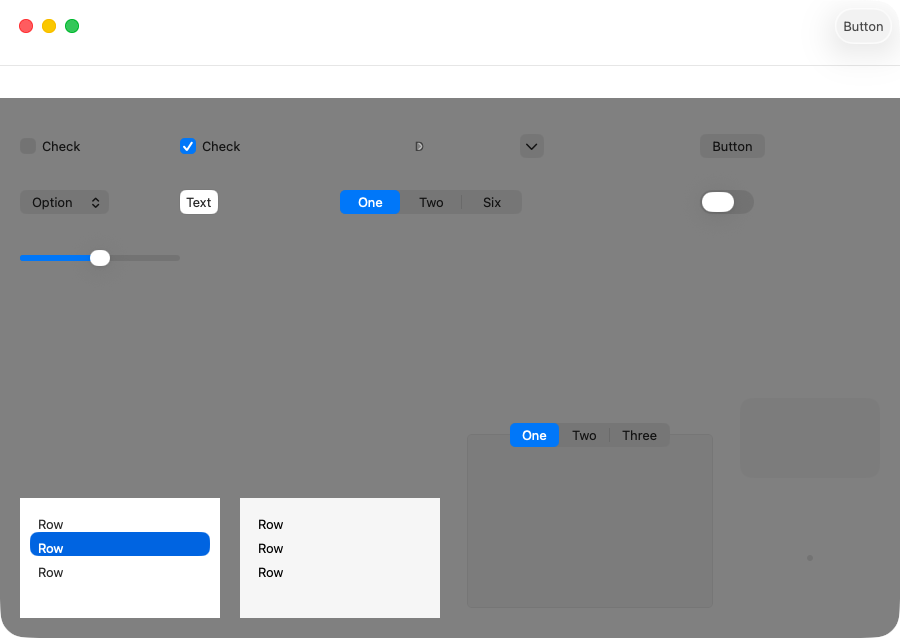 Button
Check
Check
Button
Option
Text
One
Two
Six
One
Two
Three
Row
Row
Row
Row
Row
Row